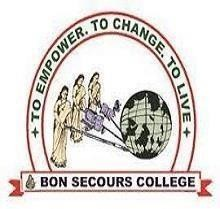 + TO EMPOWER. TO CHANGE. TO LIVE +
BON SECOURS COLLEGE